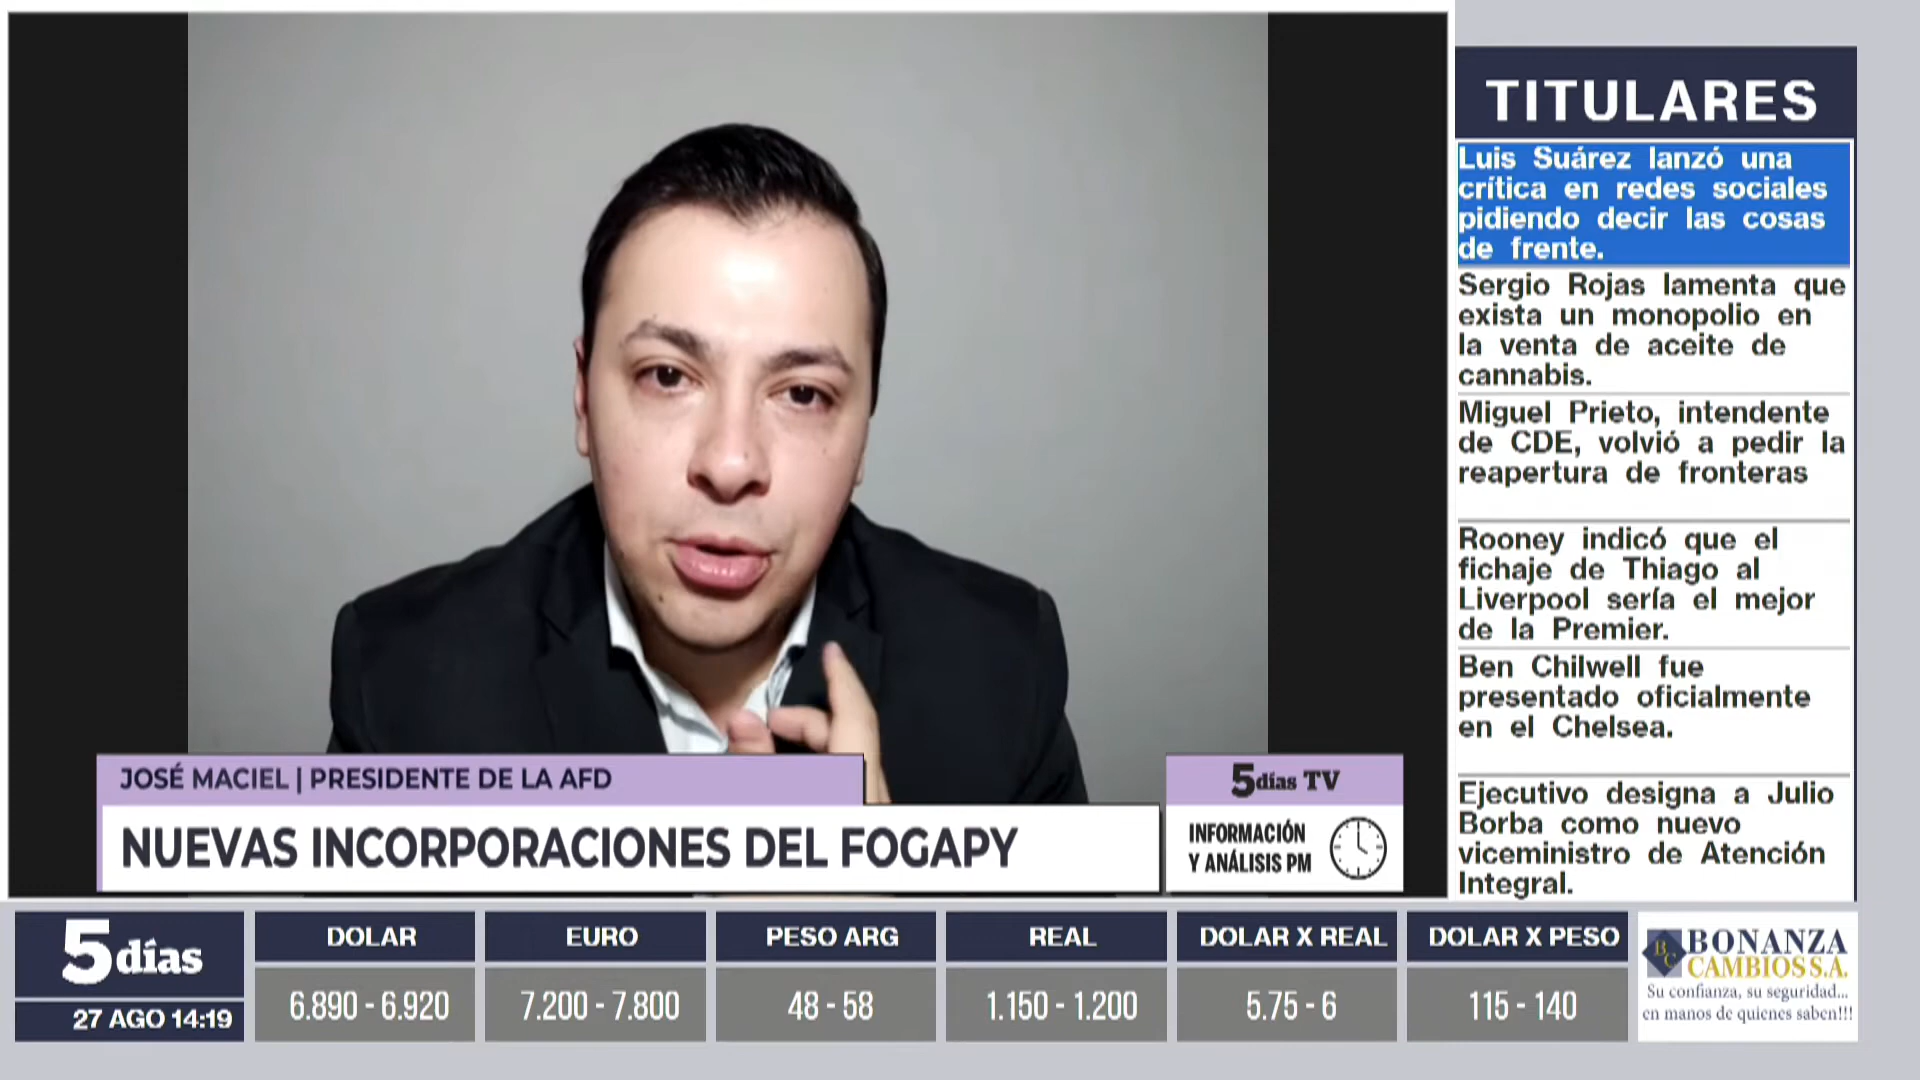 TITULARES
Luis Suárez lanzó una
crítica en redes sociales
pidiendo decir las cosas
de frente.
Sergio Rojas lamenta que
exista un monopolio en
la venta de aceite de
cannabis.
Miguel Prieto, intendente
de CDE, volvió a pedir la
reapertura de fronteras
Rooney indicó que el
fichaje de Thiago al
Liverpool sería el mejor
de la Premier.
Ben Chilwell fue
presentado oficialmente
en el Chelsea.
Ejecutivo designa a Julio
Borba como nuevo
viceministro de Atención
Integral.
JOSÉ MACIEL | PRESIDENTE DE LA AFD
NUEVAS INCORPORACIONES DEL FOGAPY
5días TV
INFORMACIÓN
Y ANÁLISIS PM
5días
27 AGO 14:19
DOLAR
6.890 - 6.920
EURO
7.200 - 7.800
PESO ARG
48 - 58
REAL
1.150 - 1.200
DOLAR X REAL
5.75 - 6
DOLAR X PESO
115 - 140
BC
BONANZA
CAMBIOS S.A.
Su confianza, su seguridad...
en manos de quienes saben!!!